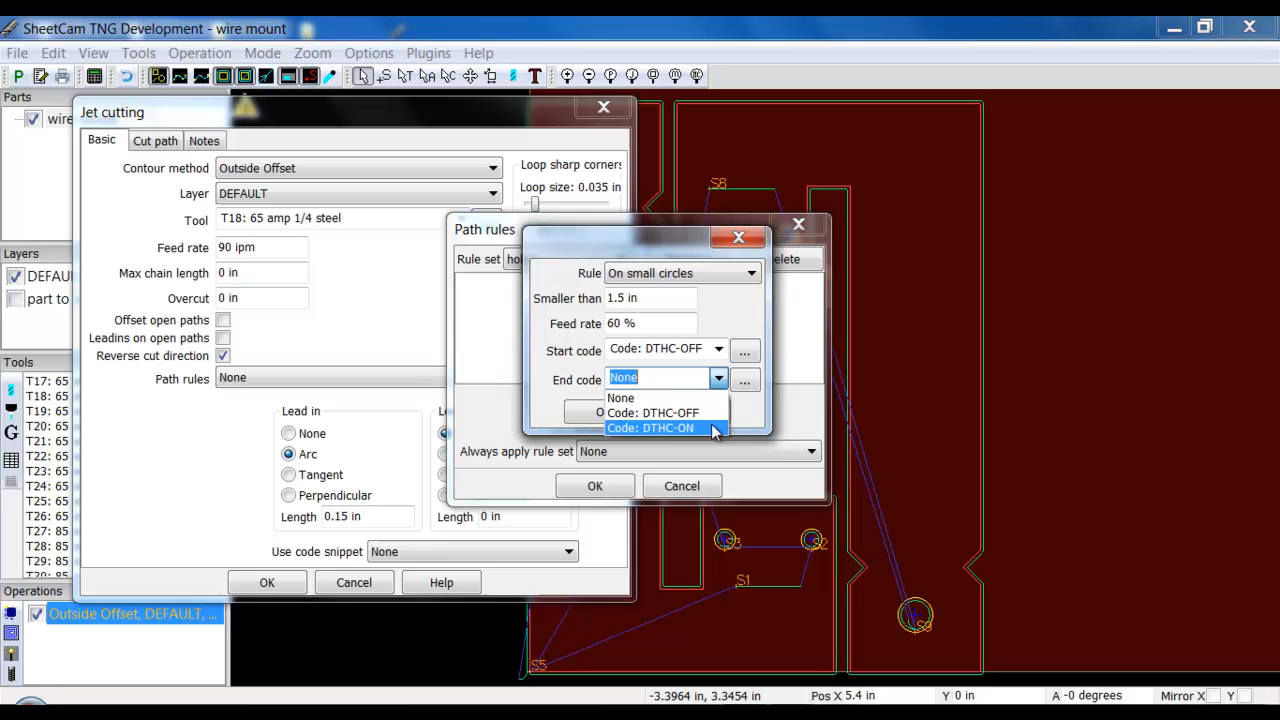 SheetCam TNG Development - wire mount
File Edit View Tools Operation Mode Zoom Options Plugins Help
Parts
wire
Layers
DEFAULT
part to
Tools
T17: 65
T18: 65
T19: 65
T20: 65
T21: 65
T22: 65
T23: 65
T24: 65
T25: 65
T26: 65
T27: 85
T28: 85
T29: 85
T30: 85
Operations
Outside Offset, DEFAULT, ...
Jet cutting
Basic Cut path Notes
Contour method Outside Offset
Layer DEFAULT
Tool T18: 65 amp 1/4 steel
Feed rate 90 ipm
Max chain length 0 in
Overcut 0 in
Offset open paths
Leadins on open paths
Reverse cut direction
Path rules None
Loop sharp corners
Loop size: 0.035 in
Lead in
None
Arc
Tangent
Perpendicular
Length 0.15 in
Length 0 in
Use code snippet None
OK Cancel Help
Path rules
Rule set
Always apply rule set None
OK Cancel
Rule On small circles
Smaller than 1.5 in
Feed rate 60 %
Start code Code: DTHC-OFF ...
End code None ...
None
Code: DTHC-OFF
Code: DTHC-ON
S8
S3 S2
S1
S9
S5
-3.3964 in, 3.3454 in Pos X 5.4 in Y 0 in A -0 degrees Mirror X Y